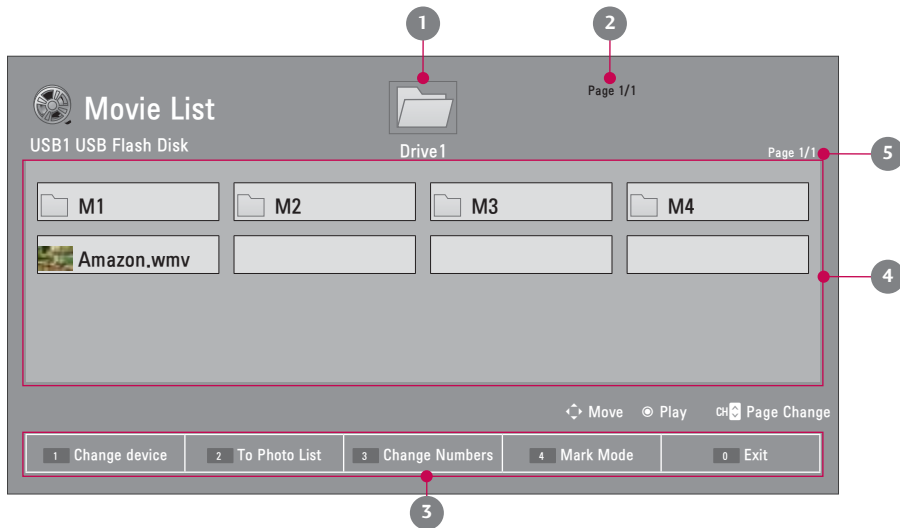 1 2
Page 1/1
Movie List
USB1 USB Flash Disk
Drive1
Page 1/1
5
M1 M2 M3 M4
Amazon.wmv
4
Move Play CH Page Change
1 Change device 2 To Photo List 3 Change Numbers 4 Mark Mode 0 Exit
3